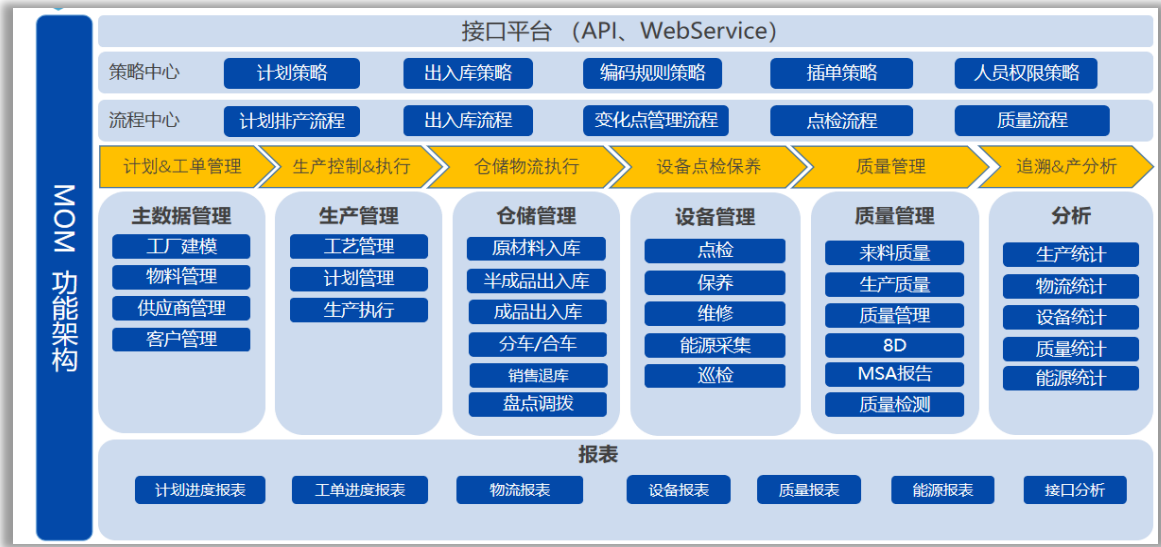 MOM 功能架构
接口平台 （API、WebService）
策略中心 计划策略 出入库策略 编码规则策略 插单策略 人员权限策略
流程中心 计划排产流程 出入库流程 变化点管理流程 点检流程 质量流程
计划&工单管理 生产控制&执行 仓储物流执行 设备点检保养 质量管理 追溯&产分析
主数据管理
工厂建模
物料管理
供应商管理
客户管理
生产管理
工艺管理
计划管理
生产执行
仓储管理
原材料入库
半成品出入库
成品出入库
分车/合车
销售退库
盘点调拨
设备管理
点检
保养
维修
能源采集
巡检
质量管理
来料质量
生产质量
质量管理
8D
MSA报告
质量检测
分析
生产统计
物流统计
设备统计
质量统计
能源统计
报表
计划进度报表 工单进度报表 物流报表 设备报表 质量报表 能源报表 接口分析